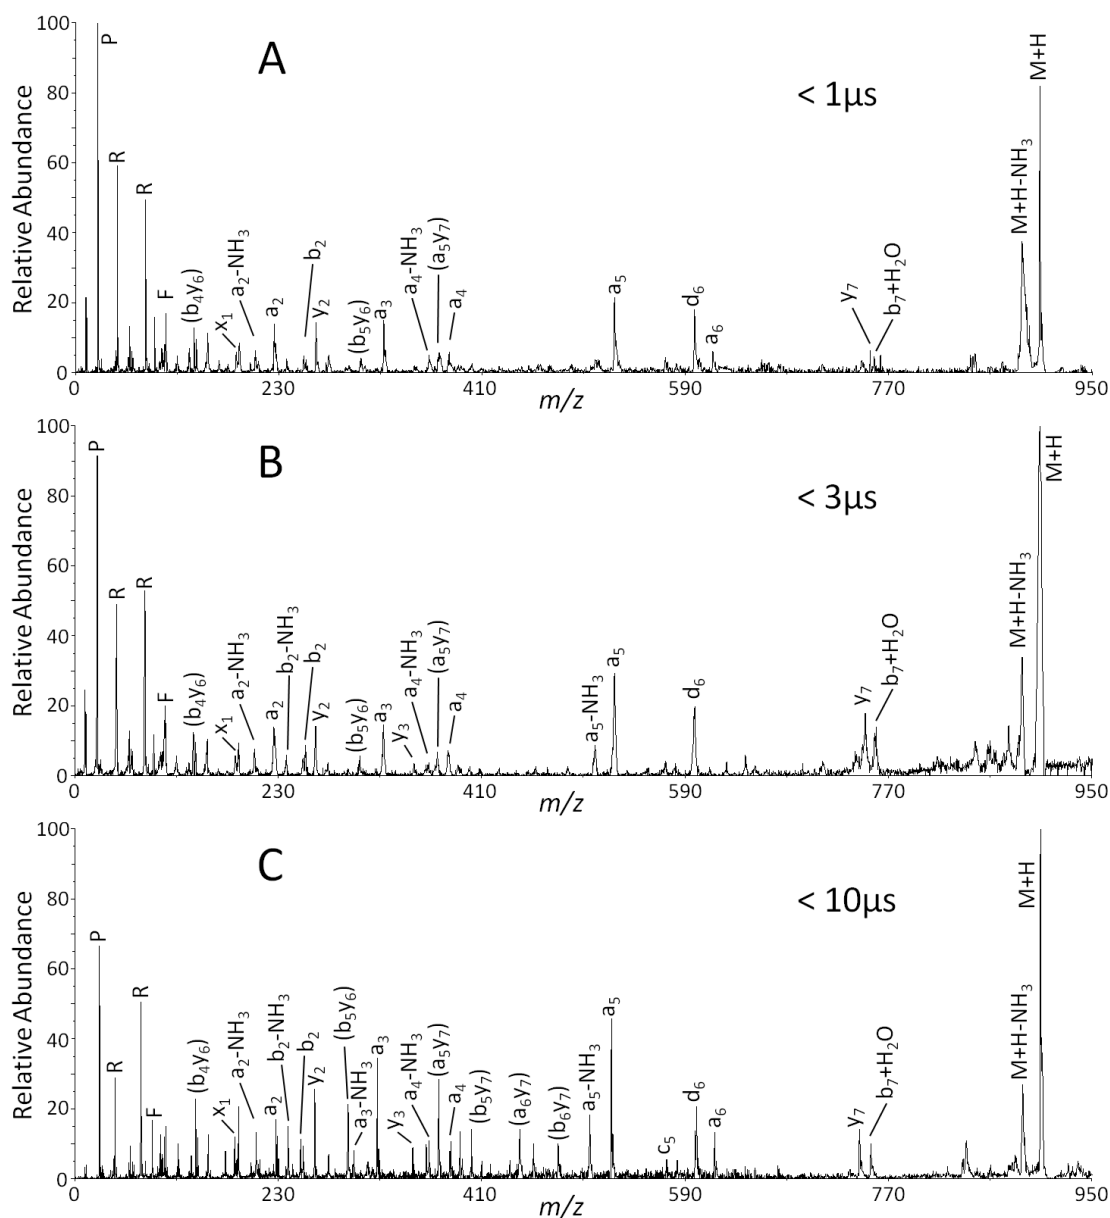 A
< 1µs
Relative Abundance
100
80
60
40
20
0
P
R
R
F
(b4y6)
x1
a2-NH3
a2
b2
y2
(b5y6)
a3
a4-NH3
(a5y7)
a4
a5
d6
a6
y7
b7+H2O
M+H-NH3
M+H
0
230
410
590
770
950
m/z
B
< 3µs
Relative Abundance
100
80
60
40
20
0
P
R
R
F
(b4y6)
x1
a2-NH3
a2
b2-NH3
b2
y2
(b5y6)
a3
y3
a4-NH3
(a5y7)
a4
a5-NH3
a5
d6
y7
b7+H2O
M+H-NH3
M+H
0
230
410
590
770
950
m/z
C
< 10µs
Relative Abundance
100
80
60
40
20
0
P
R
R
F
(b4y6)
x1
a2-NH3
a2
b2-NH3
b2
y2
(b5y6)
a3-NH3
a3
y3
a4-NH3
(a5y7)
a4
(b5y7)
(a6y7)
(b6y7)
a5-NH3
a5
c5
d6
a6
y7
b7+H2O
M+H-NH3
M+H
0
230
410
590
770
950
m/z